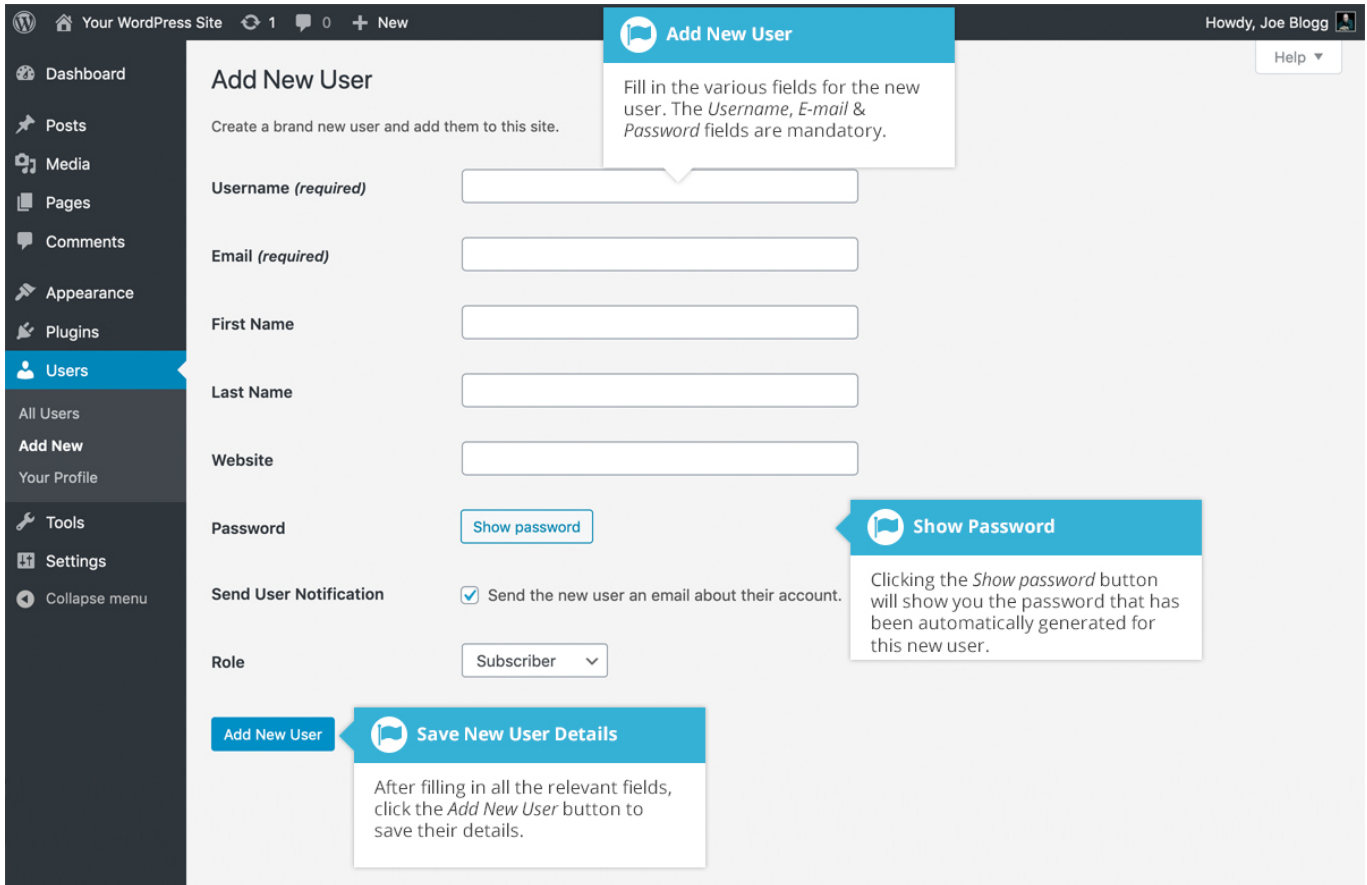 Your WordPress Site 1 0 New
Howdy, Joe Blogg
Help
Dashboard
Posts
Media
Pages
Comments
Appearance
Plugins
Users
All Users
Add New
Your Profile
Tools
Settings
Collapse menu
Add New User
Create a brand new user and add them to this site.
Add New User
Fill in the various fields for the new
user. The Username, E-mail &
Password fields are mandatory.
Username (required)
Email (required)
First Name
Last Name
Website
Password
Show password
Show Password
Clicking the Show password button
will show you the password that has
been automatically generated for
this new user.
Send User Notification
Send the new user an email about their account.
Role
Subscriber
Add New User
Save New User Details
After filling in all the relevant fields,
click the Add New User button to
save their details.